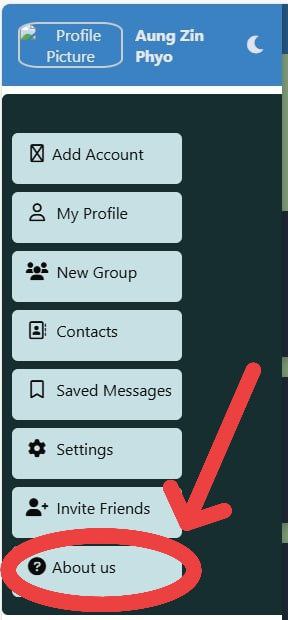 Profile
Picture
Aung Zin
Phyo
Add Account
My Profile
New Group
Contacts
Saved Messages
Settings
Invite Friends
About us